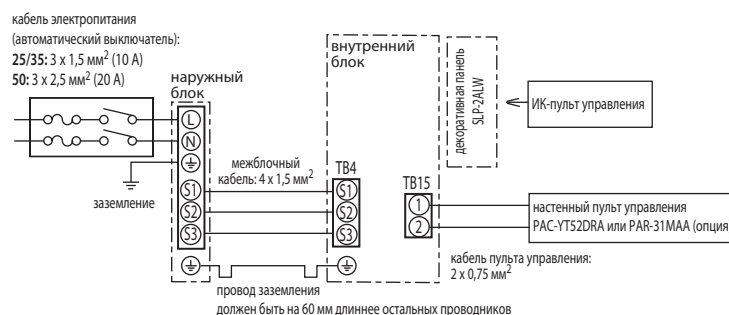 кабель электропитания
(автоматический выключатель):
25/35: 3 x 1,5 мм² (10 А)
50: 3 x 2,5 мм² (20 А)
наружный
блок
L
N
S1
S2
S3
заземление
межблочный
кабель: 4 x 1,5 мм²
провод заземления
должен быть на 60 мм длиннее остальных проводников
внутренний
блок
TB4
S1
S2
S3
TB15
1
2
декоративная панель
SLP-2ALW
ИК-пульт управления
настенный пульт управления
PAC-YT52DRA или PAR-31MAA (опция
кабель пульта управления:
2 x 0,75 мм²